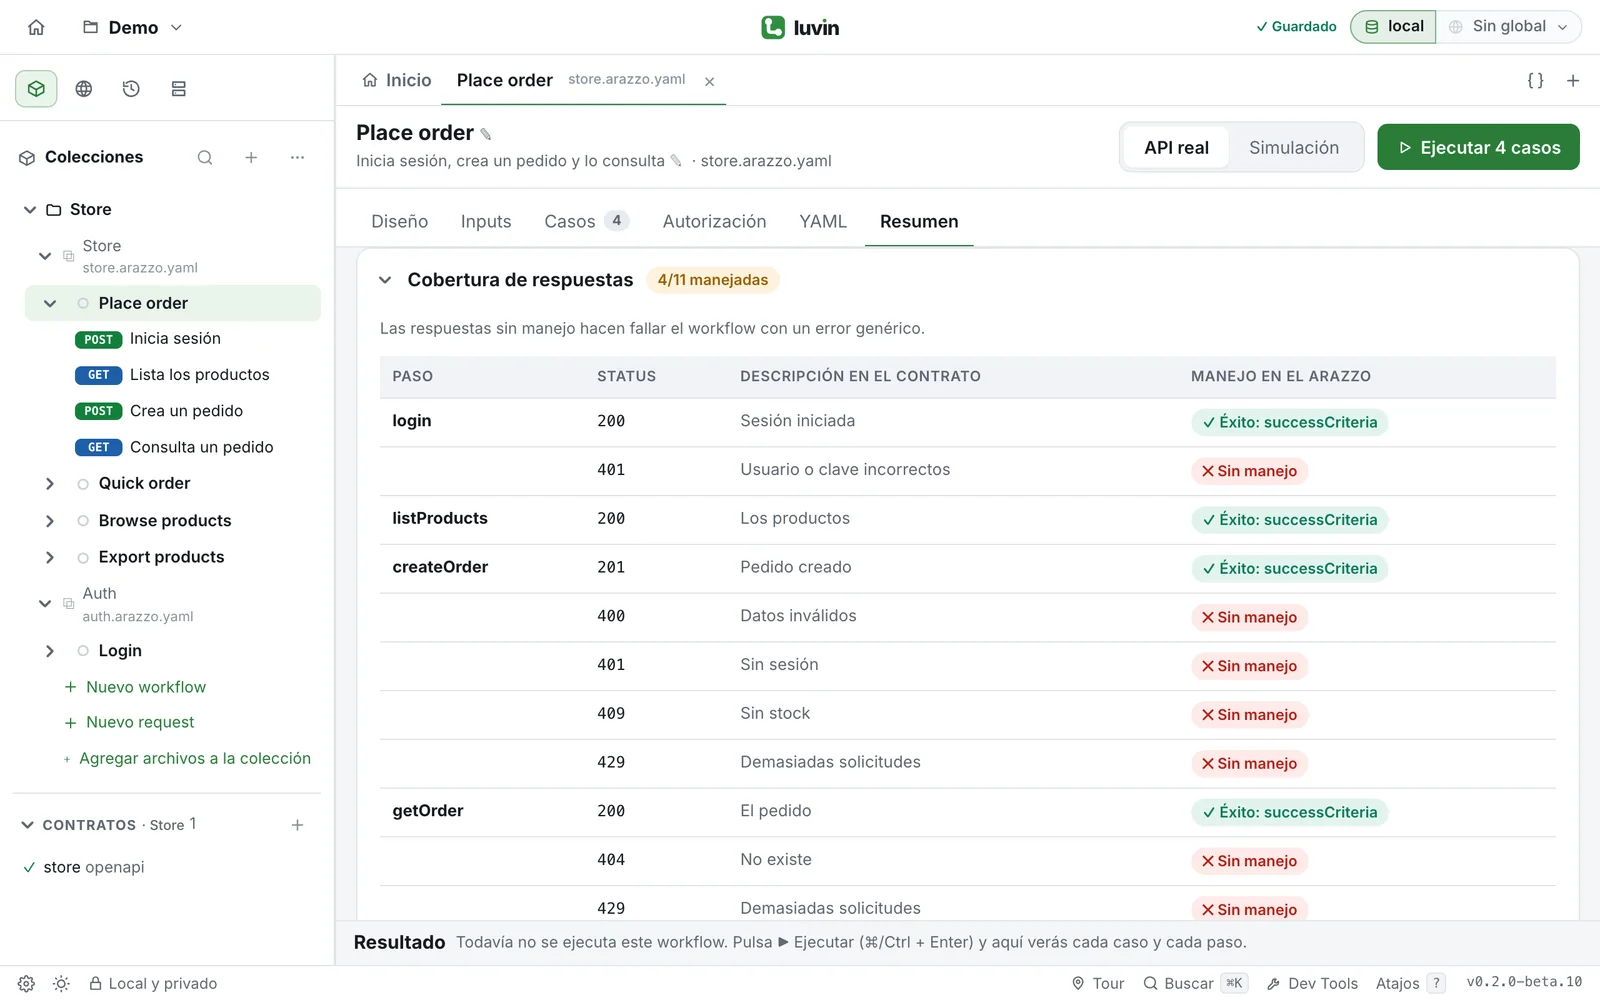 Demo
luvin
Guardado
local
Sin global
Inicio
Place order store.arazzo.yaml
Colecciones
Store
Store
store.arazzo.yaml
Place order
POST Inicia sesión
GET Lista los productos
POST Crea un pedido
GET Consulta un pedido
Quick order
Browse products
Export products
Auth
auth.arazzo.yaml
Login
+ Nuevo workflow
+ Nuevo request
+ Agregar archivos a la colección
CONTRATOS · Store 1
store openapi
Place order
Inicia sesión, crea un pedido y lo consulta · store.arazzo.yaml
API real
Simulación
Ejecutar 4 casos
Diseño
Inputs
Casos 4
Autorización
YAML
Resumen
Cobertura de respuestas 4/11 manejadas
Las respuestas sin manejo hacen fallar el workflow con un error genérico.
PASO STATUS DESCRIPCIÓN EN EL CONTRATO MANEJO EN EL ARAZZO
login 200 Sesión iniciada ✓ Éxito: successCriteria
401 Usuario o clave incorrectos ✕ Sin manejo
listProducts 200 Los productos ✓ Éxito: successCriteria
createOrder 201 Pedido creado ✓ Éxito: successCriteria
400 Datos inválidos ✕ Sin manejo
401 Sin sesión ✕ Sin manejo
409 Sin stock ✕ Sin manejo
429 Demasiadas solicitudes ✕ Sin manejo
getOrder 200 El pedido ✓ Éxito: successCriteria
404 No existe ✕ Sin manejo
429 Demasiadas solicitudes ✕ Sin manejo
Resultado Todavía no se ejecuta este workflow. Pulsa ▶ Ejecutar (⌘/Ctrl + Enter) y aquí verás cada caso y cada paso.
Local y privado
Tour
Buscar ⌘K
Dev Tools
Atajos ?
v0.2.0-beta.10